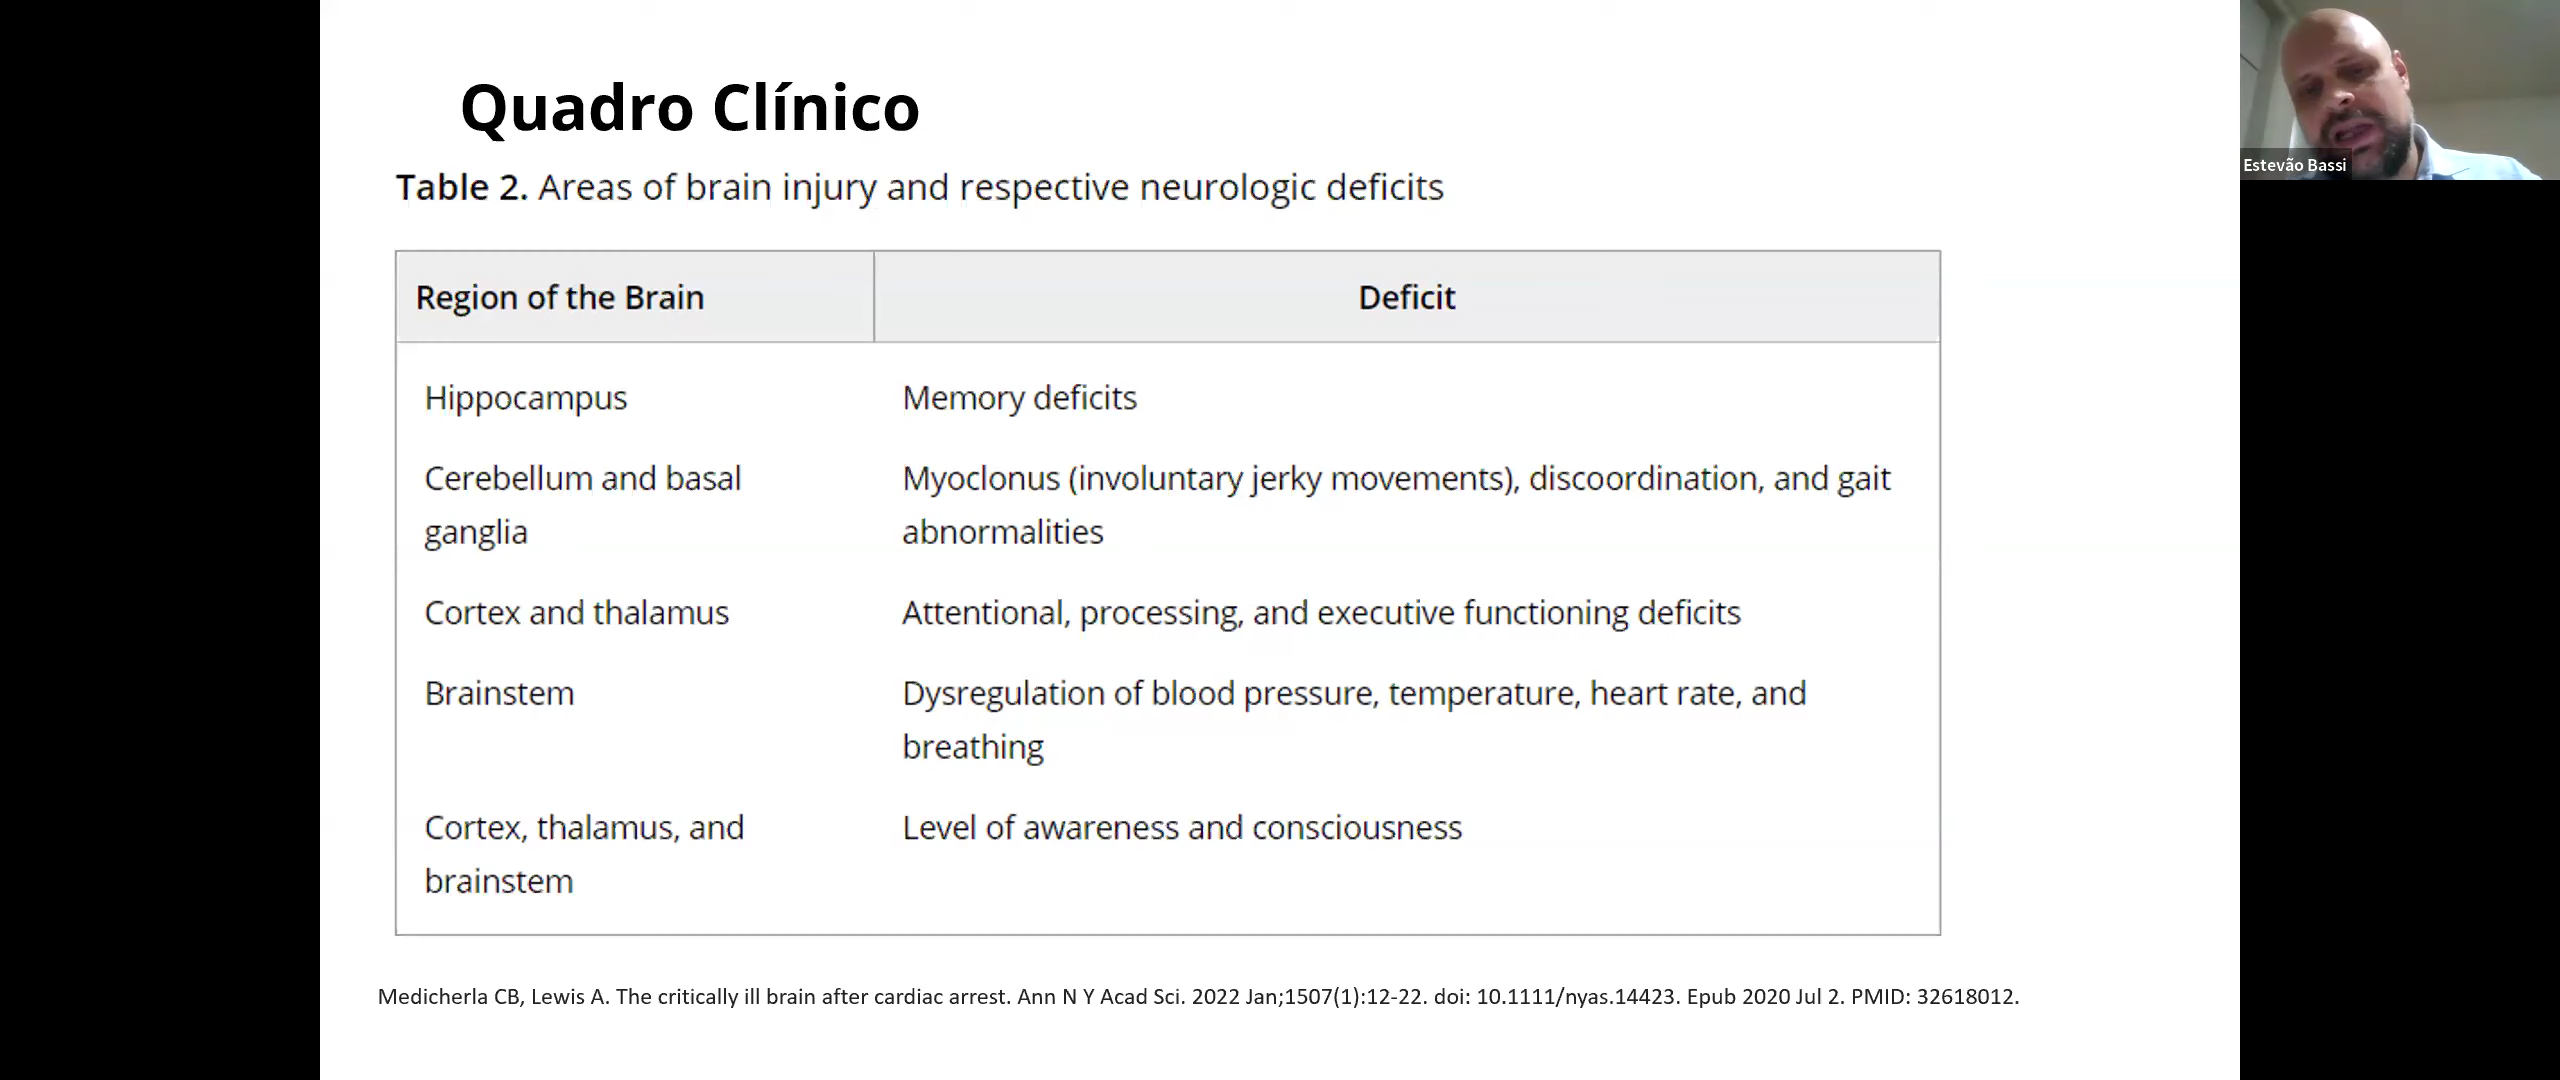 Quadro Clínico
Table 2. Areas of brain injury and respective neurologic deficits
Region of the Brain
Deficit
Hippocampus
Memory deficits
Cerebellum and basal
ganglia
Myoclonus (involuntary jerky movements), discoordination, and gait
abnormalities
Cortex and thalamus
Attentional, processing, and executive functioning deficits
Brainstem
Dysregulation of blood pressure, temperature, heart rate, and
breathing
Cortex, thalamus, and
brainstem
Level of awareness and consciousness
Medicherla CB, Lewis A. The critically ill brain after cardiac arrest. Ann N Y Acad Sci. 2022 Jan;1507(1):12-22. doi: 10.1111/nyas.14423. Epub 2020 Jul 2. PMID: 32618012.
Estevão Bassi